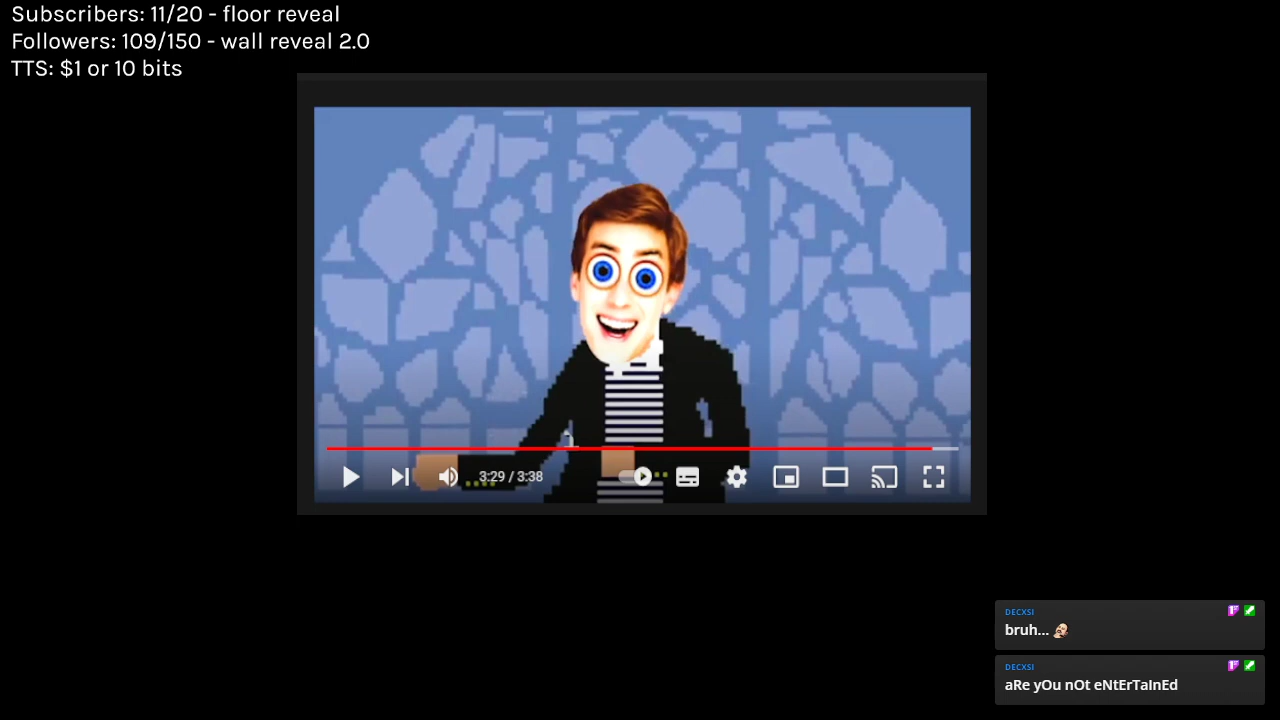 Subscribers: 11/20 - floor reveal
Followers: 109/150 - wall reveal 2.0
TTS: $1 or 10 bits
3:29 / 3:38
DECXSI
bruh...
DECXSI
aRe yOu nOt eNtErTaInEd